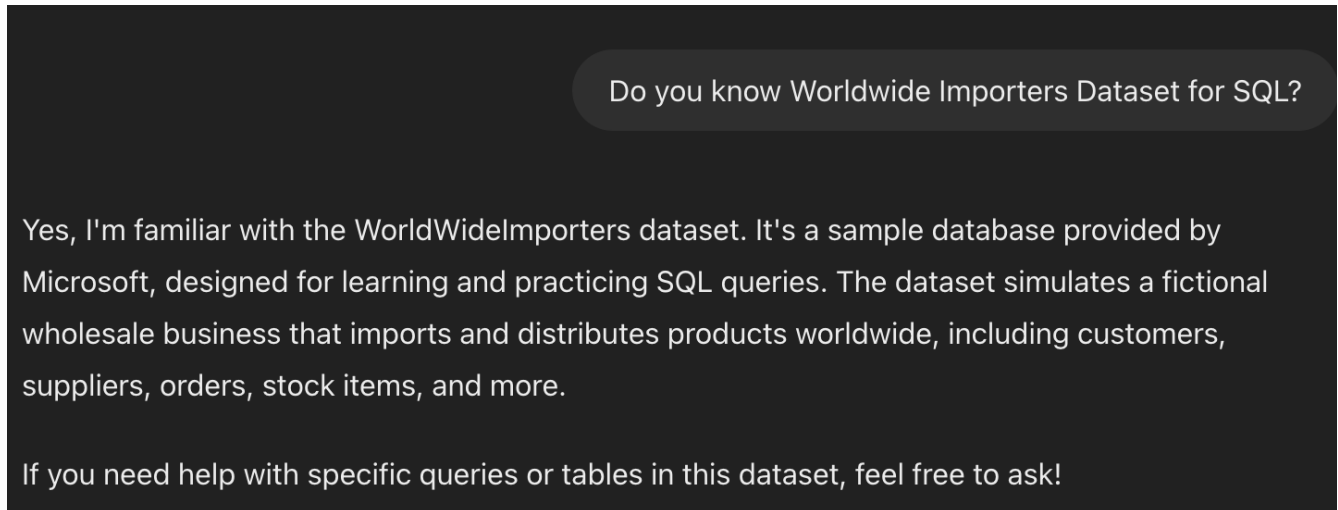 Do you know Worldwide Importers Dataset for SQL?
Yes, I'm familiar with the WorldWideImporters dataset. It's a sample database provided by
Microsoft, designed for learning and practicing SQL queries. The dataset simulates a fictional
wholesale business that imports and distributes products worldwide, including customers,
suppliers, orders, stock items, and more.
If you need help with specific queries or tables in this dataset, feel free to ask!